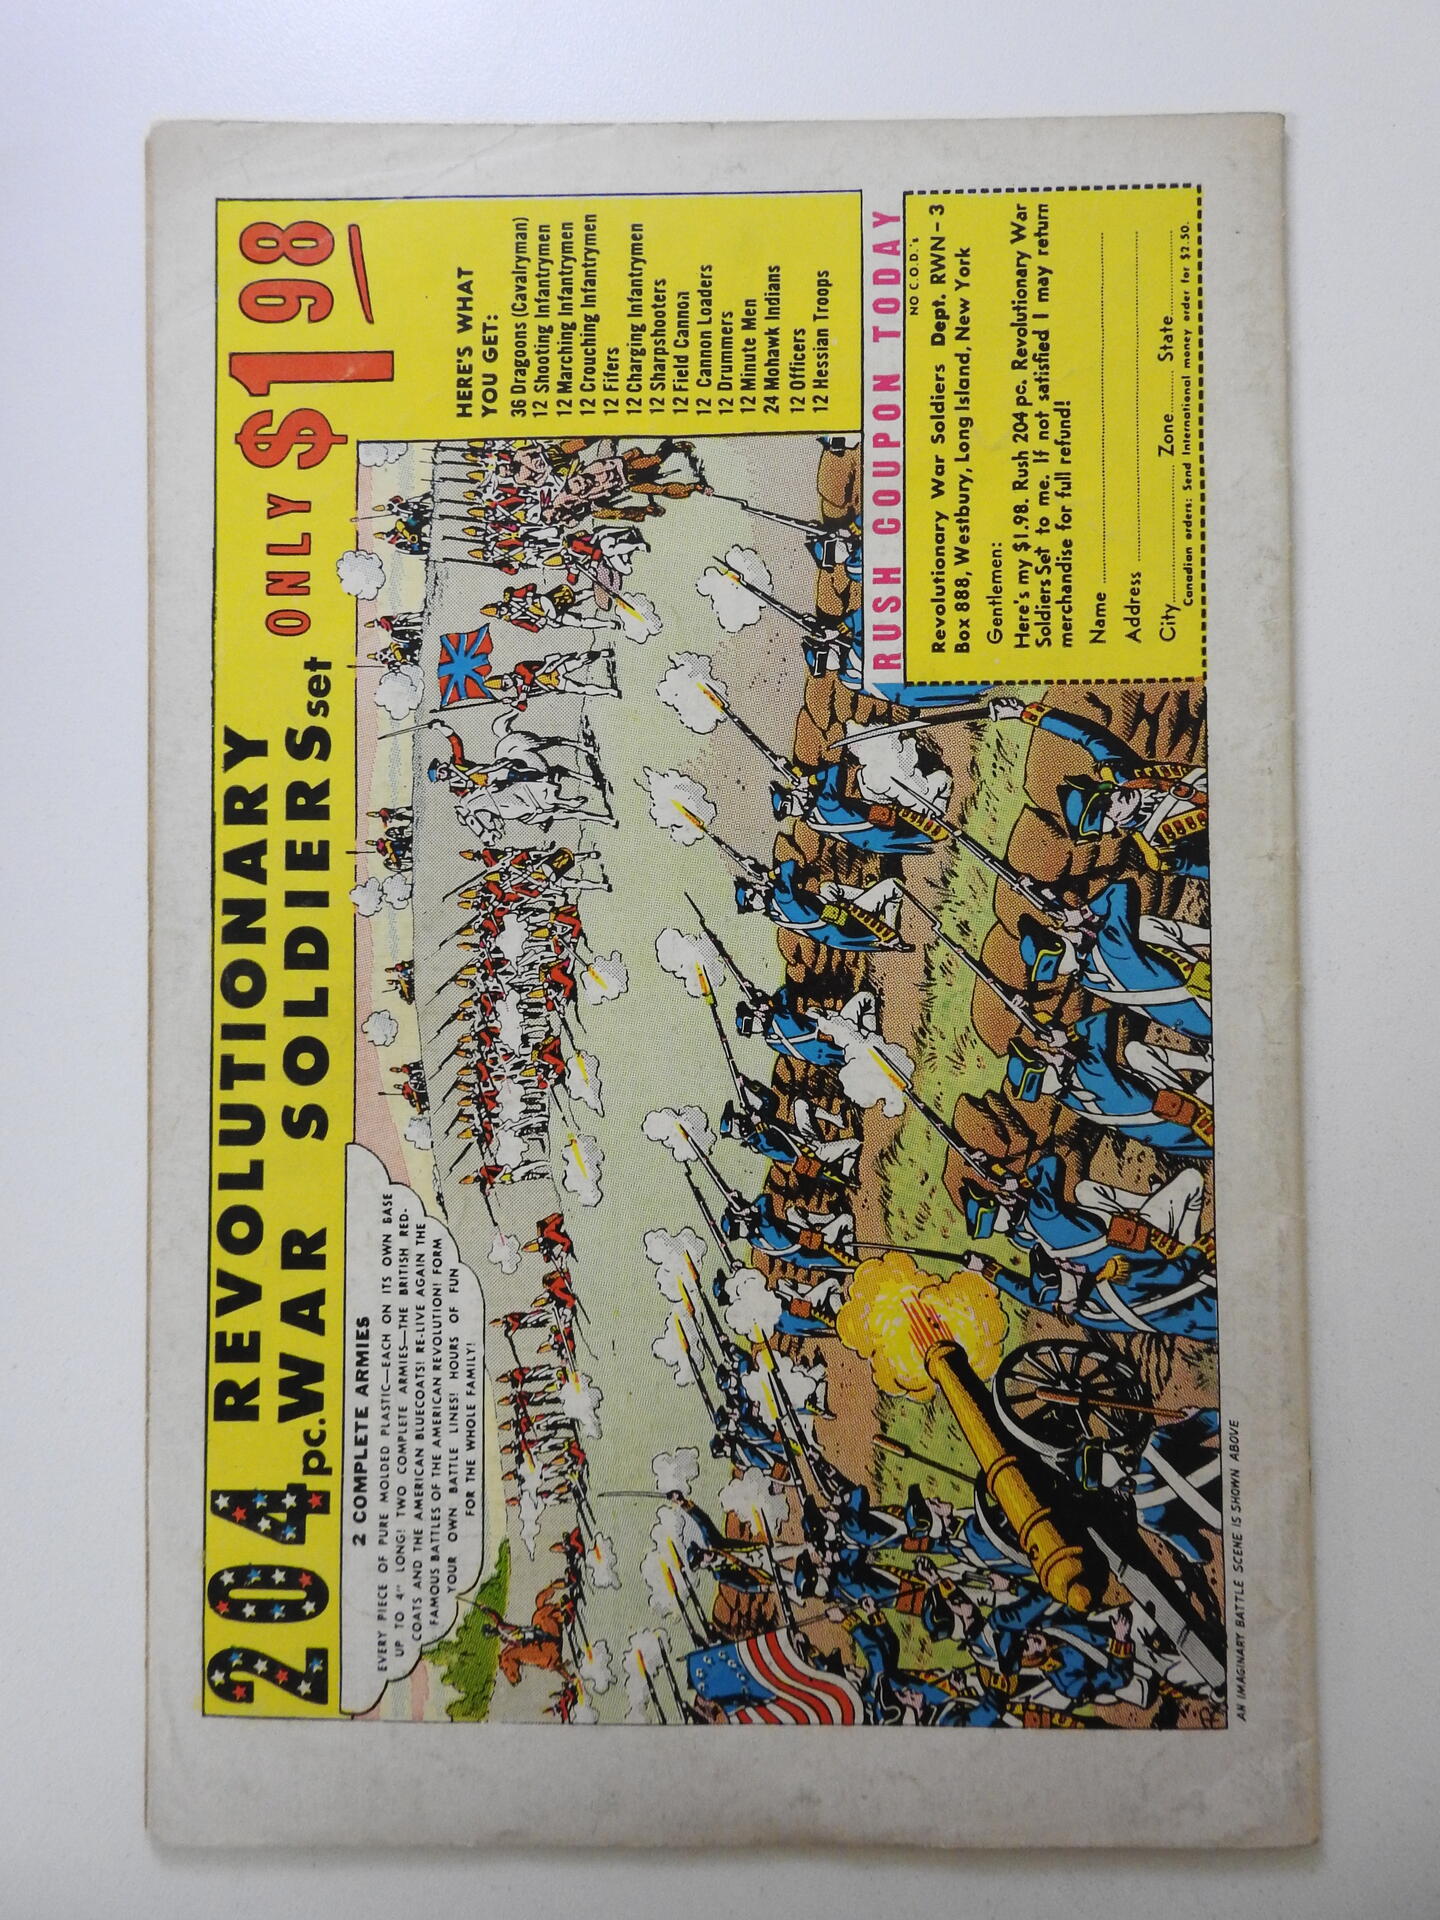 204 REVOLUTIONARY
pc. WAR SOLDIERS set
ONLY $1 98
2 COMPLETE ARMIES
EVERY PIECE OF PURE MOLDED PLASTIC—EACH ON ITS OWN BASE
UP TO 4" LONG! TWO COMPLETE ARMIES—THE BRITISH RED-
COATS AND THE AMERICAN BLUECOATS! RE-LIVE AGAIN THE
FAMOUS BATTLES OF THE AMERICAN REVOLUTION! FORM
YOUR OWN BATTLE LINES! HOURS OF FUN
FOR THE WHOLE FAMILY!
HERE'S WHAT
YOU GET:
36 Dragoons (Cavalryman)
12 Shooting Infantrymen
12 Marching Infantrymen
12 Crouching Infantrymen
12 Fifers
12 Charging Infantrymen
12 Sharpshooters
12 Field Cannon
12 Cannon Loaders
12 Drummers
12 Minute Men
24 Mohawk Indians
12 Officers
12 Hessian Troops
RUSH COUPON TODAY
NO C.O.D.'s
Revolutionary War Soldiers Dept. RWN-3
Box 888, Westbury, Long Island, New York
Gentlemen:
Here's my $1.98. Rush 204 pc. Revolutionary War
Soldiers Set to me. If not satisfied I may return
merchandise for full refund!
Name
Address
City Zone State
Canadian orders: Send International money order for $2.50.
AN IMAGINARY BATTLE SCENE IS SHOWN ABOVE